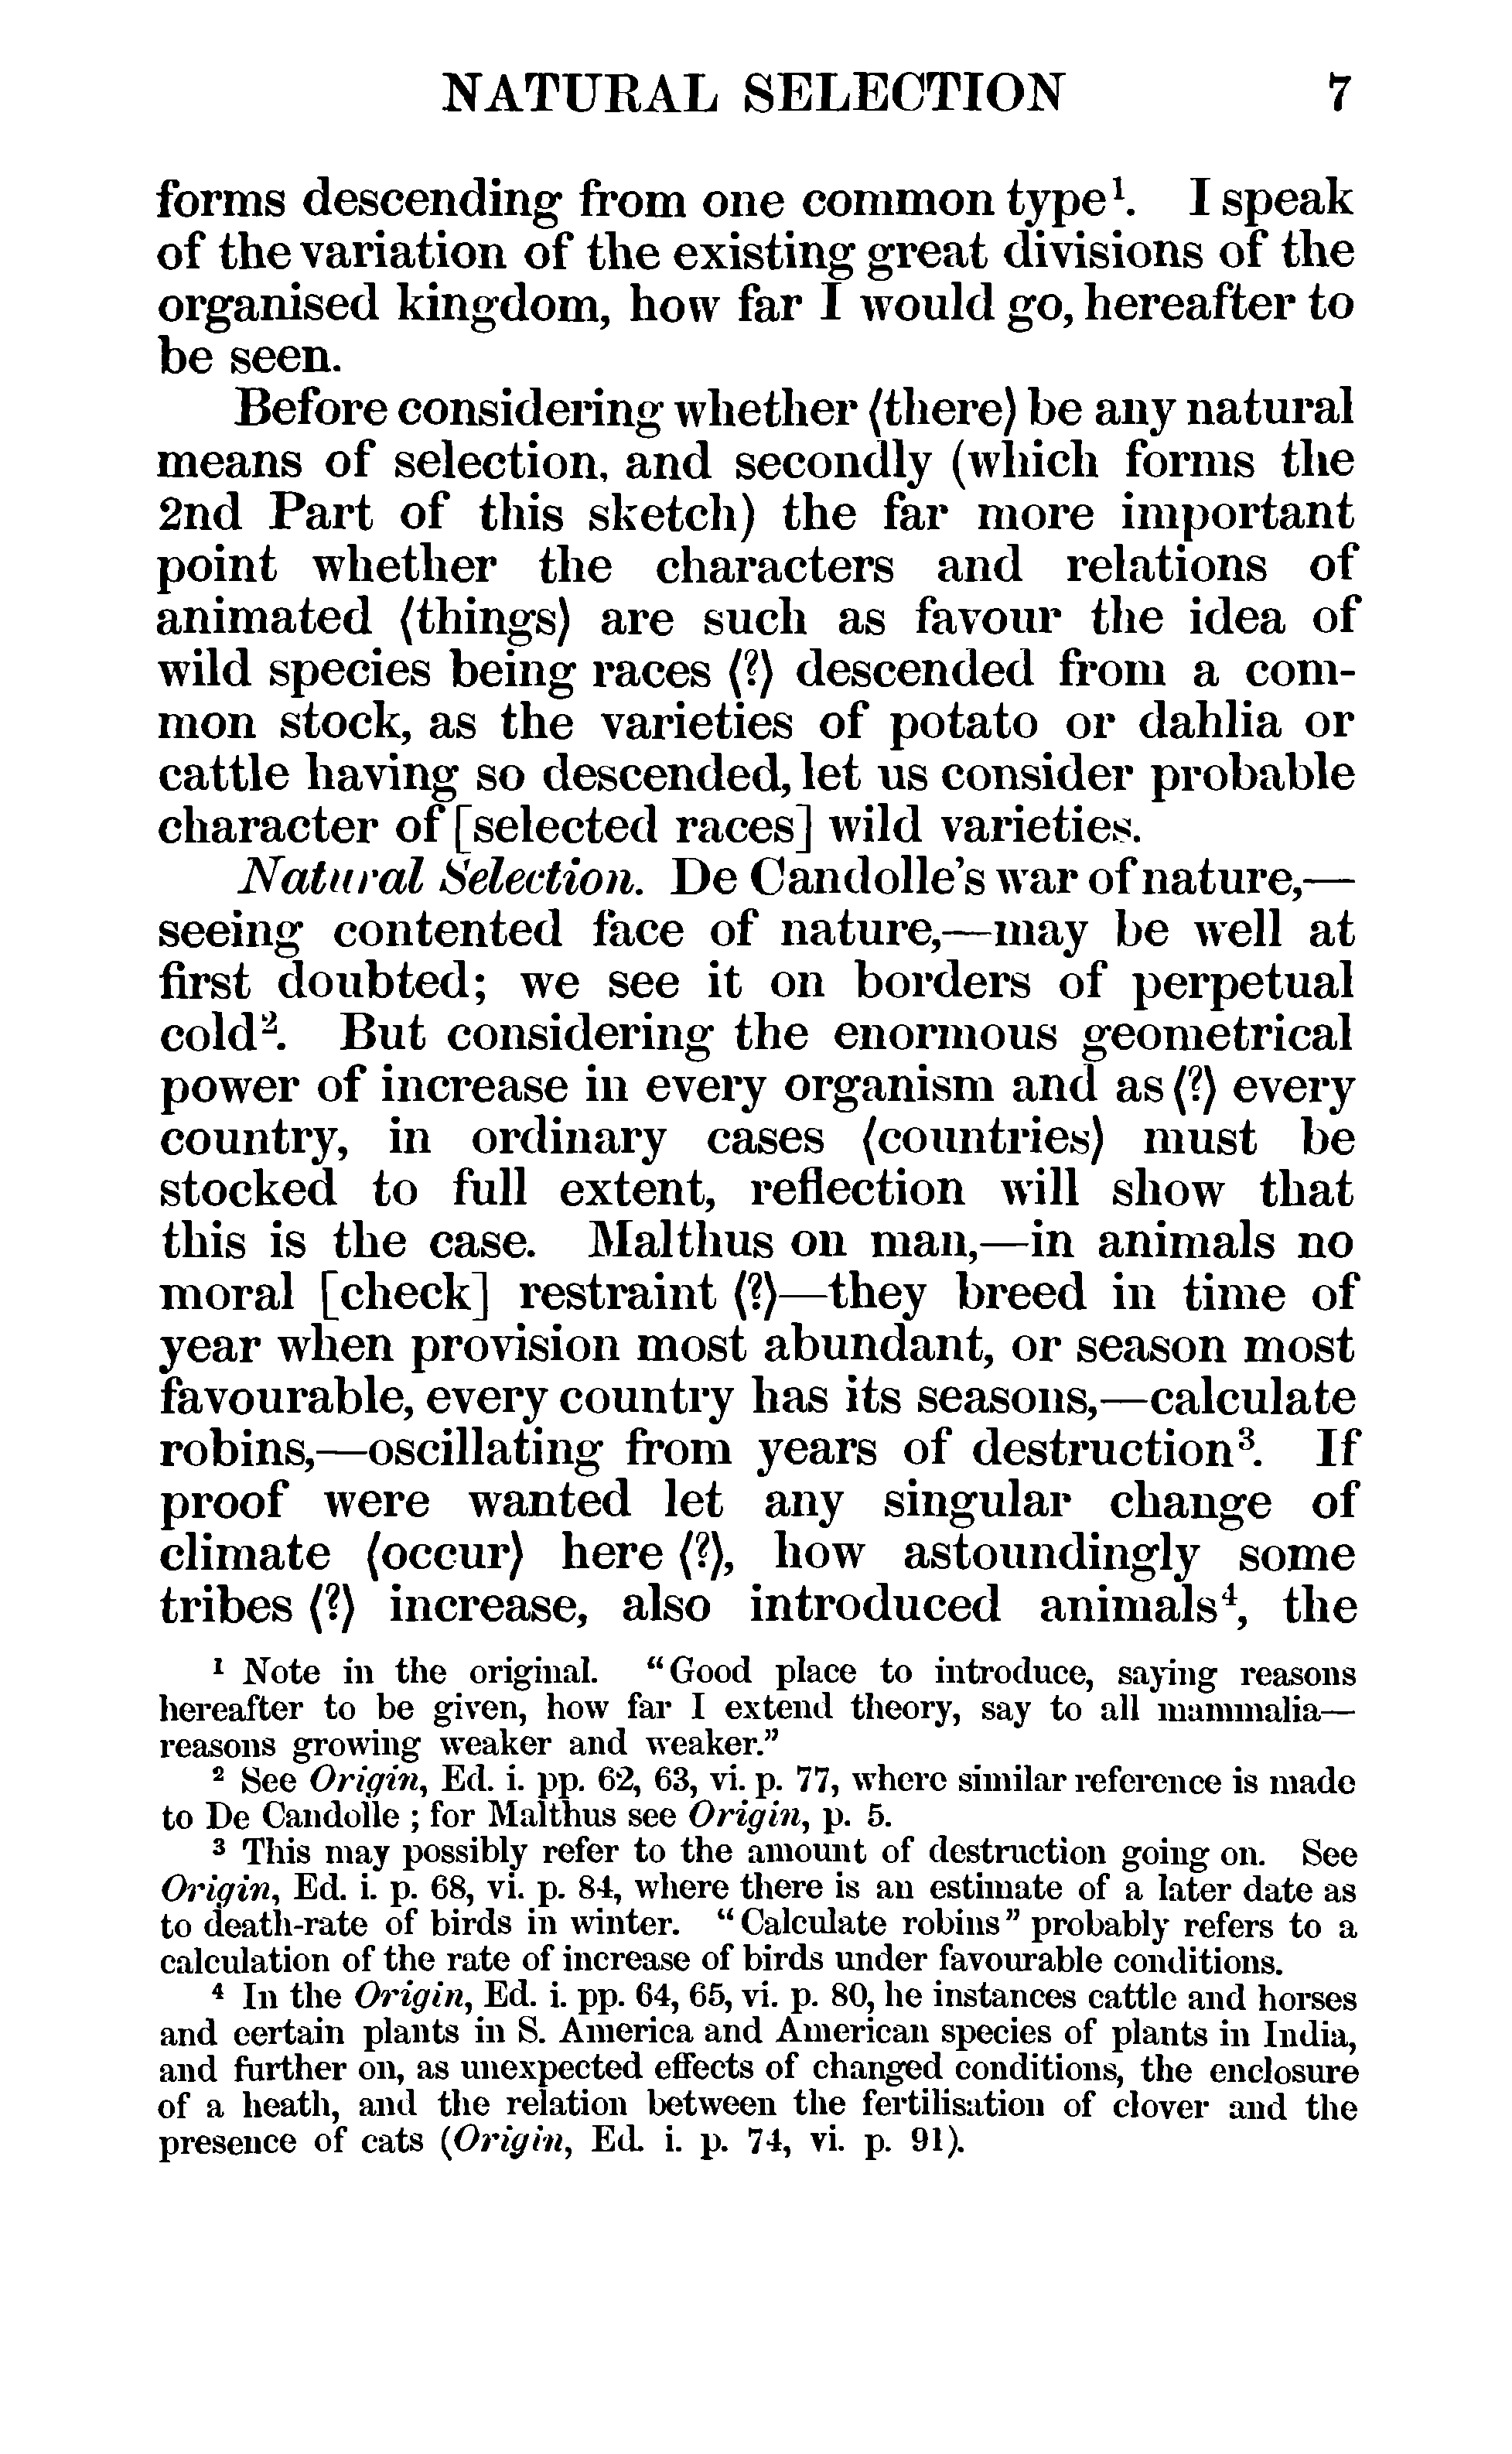 NATURAL SELECTION 7
forms descending from one common type¹. I speak
of the variation of the existing great divisions of the
organised kingdom, how far I would go, hereafter to
be seen.
Before considering whether ⟨there⟩ be any natural
means of selection, and secondly (which forms the
2nd Part of this sketch) the far more important
point whether the characters and relations of
animated ⟨things⟩ are such as favour the idea of
wild species being races ⟨?⟩ descended from a com-
mon stock, as the varieties of potato or dahlia or
cattle having so descended, let us consider probable
character of [selected races] wild varieties.
Natural Selection. De Candolle's war of nature,—
seeing contented face of nature,—may be well at
first doubted; we see it on borders of perpetual
cold². But considering the enormous geometrical
power of increase in every organism and as ⟨?⟩ every
country, in ordinary cases ⟨countries⟩ must be
stocked to full extent, reflection will show that
this is the case. Malthus on man,—in animals no
moral [check] restraint ⟨?⟩—they breed in time of
year when provision most abundant, or season most
favourable, every country has its seasons,—calculate
robins,—oscillating from years of destruction³. If
proof were wanted let any singular change of
climate ⟨occur⟩ here ⟨?⟩, how astoundingly some
tribes ⟨?⟩ increase, also introduced animals⁴, the
¹ Note in the original. "Good place to introduce, saying reasons
hereafter to be given, how far I extend theory, say to all mammalia—
reasons growing weaker and weaker."
² See Origin, Ed. i. pp. 62, 63, vi. p. 77, where similar reference is made
to De Candolle ; for Malthus see Origin, p. 5.
³ This may possibly refer to the amount of destruction going on. See
Origin, Ed. i. p. 68, vi. p. 84, where there is an estimate of a later date as
to death-rate of birds in winter. "Calculate robins" probably refers to a
calculation of the rate of increase of birds under favourable conditions.
⁴ In the Origin, Ed. i. pp. 64, 65, vi. p. 80, he instances cattle and horses
and certain plants in S. America and American species of plants in India,
and further on, as unexpected effects of changed conditions, the enclosure
of a heath, and the relation between the fertilisation of clover and the
presence of cats (Origin, Ed. i. p. 74, vi. p. 91).